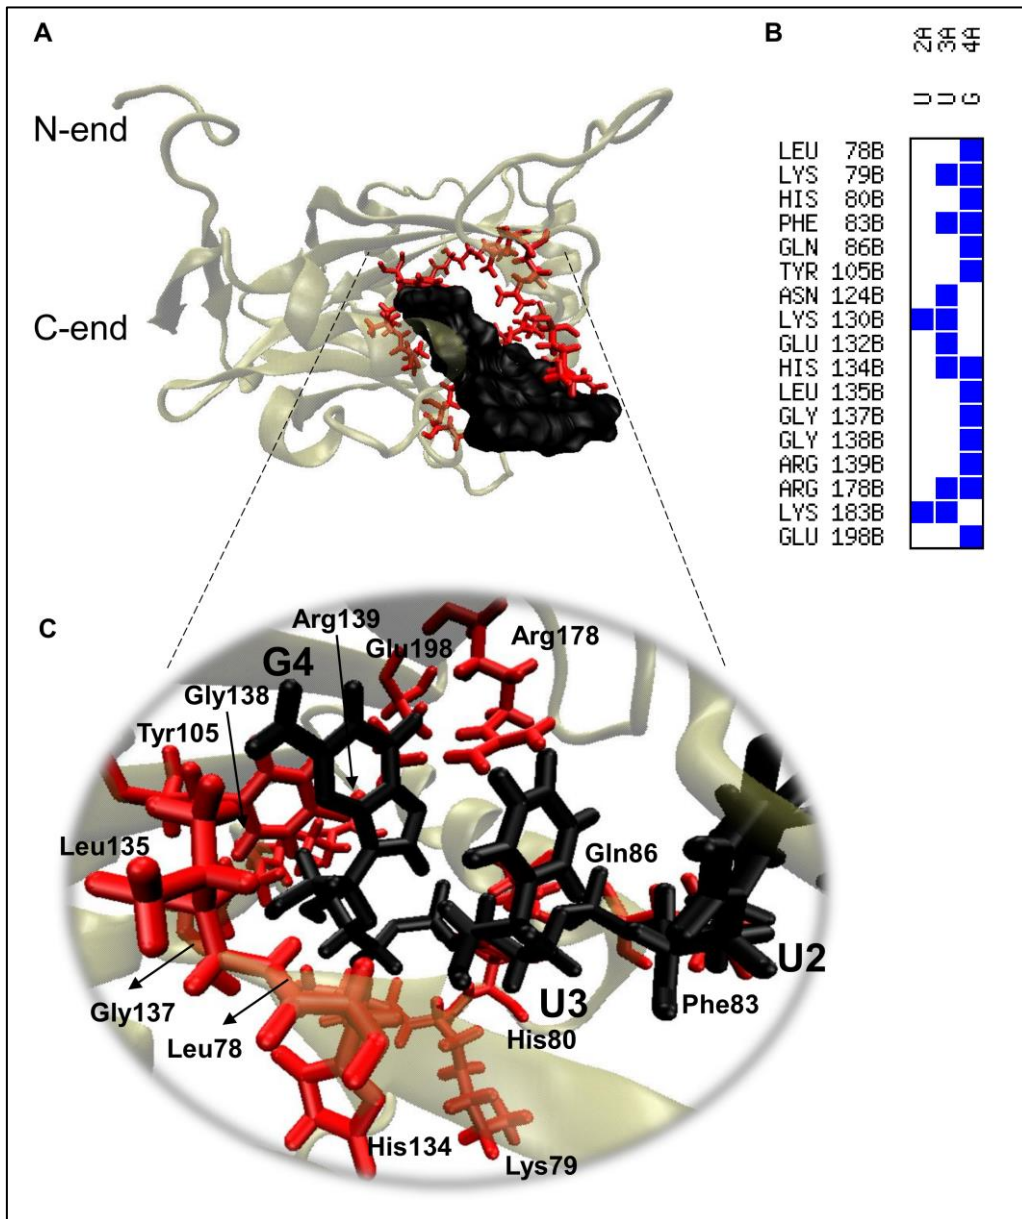 A
N-end
C-end
B
2A 3A 4A
U U G
LEU 78B
LYS 79B
HIS 80B
PHE 83B
GLN 86B
TYR 105B
ASN 124B
LYS 130B
GLU 132B
HIS 134B
LEU 135B
GLY 137B
GLY 138B
ARG 139B
ARG 178B
LYS 183B
GLU 198B
C
Arg139
Glu198
Arg178
G4
Gly138
Tyr105
Leu135
Gln86
U2
Gly137
U3
Phe83
Leu78
His80
His134
Lys79